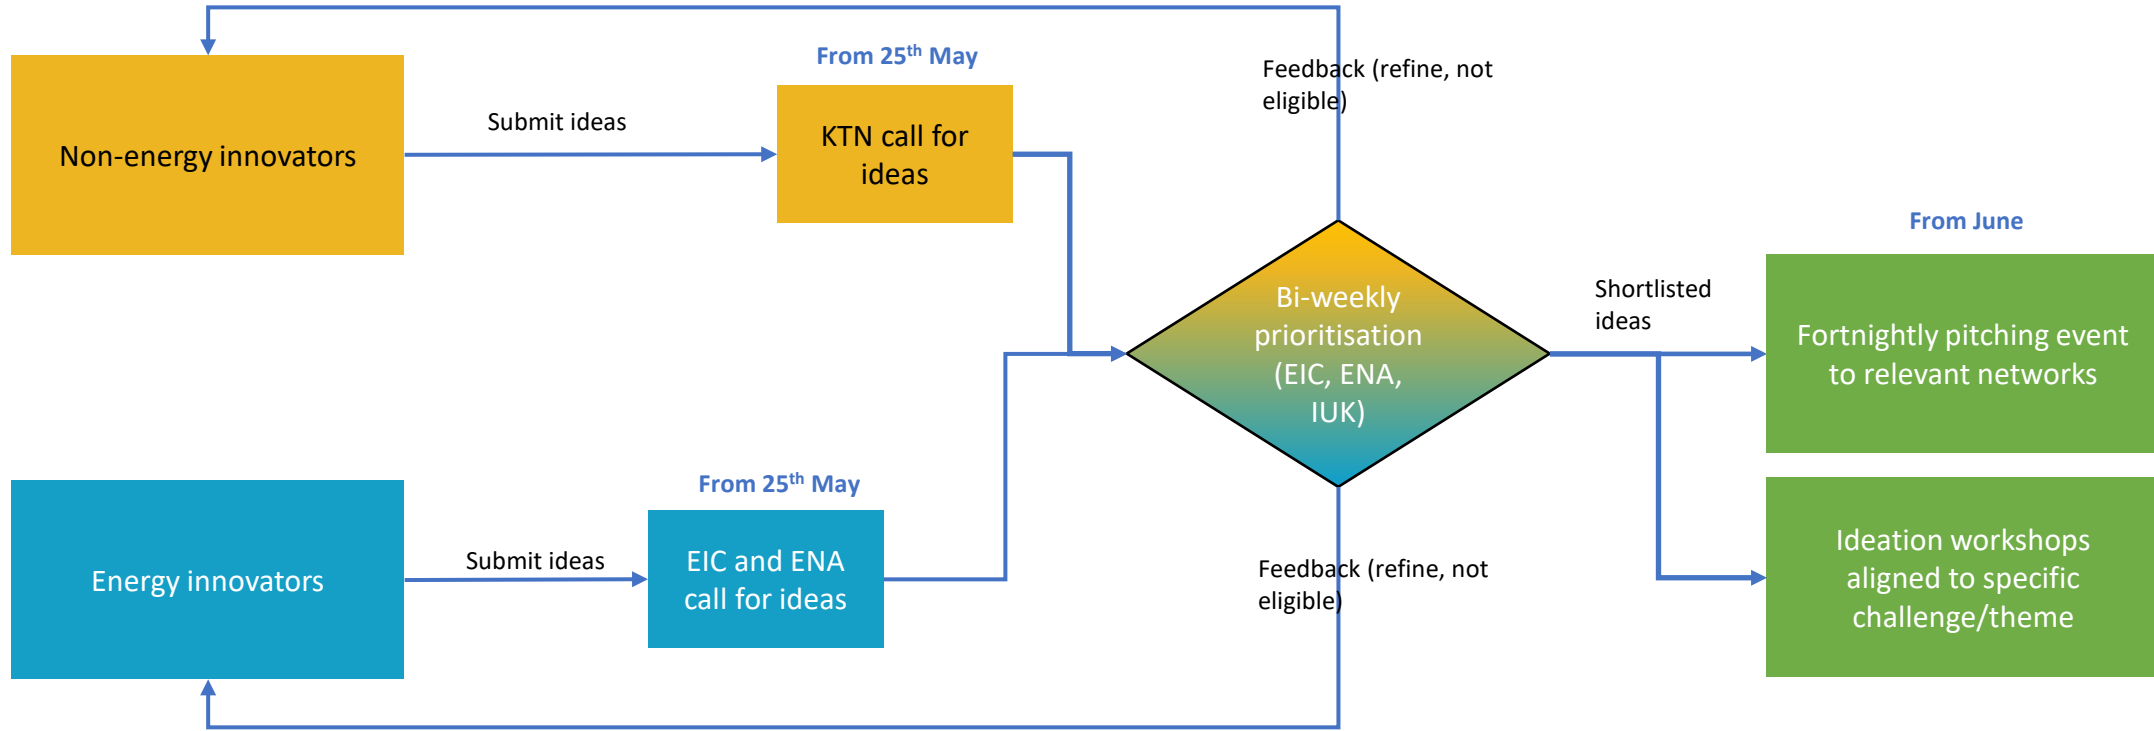 From 25th May
Feedback (refine, not
eligible)
Submit ideas
Non-energy innovators
KTN call for
ideas
From June
Bi-weekly
prioritisation
(EIC, ENA,
IUK)
Shortlisted
ideas
Fortnightly pitching event
to relevant networks
From 25th May
Energy innovators
Submit ideas
EIC and ENA
call for ideas
Feedback (refine, not
eligible)
Ideation workshops
aligned to specific
challenge/theme